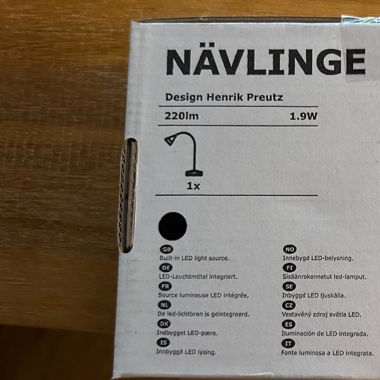 NÄVLINGE
Design Henrik Preutz
220lm 1.9W
1x
GB
Built-in LED light source.
DE
LED-Leuchtmittel integriert.
FR
Source lumineuse LED intégrée.
NL
De led-lichtbron is geïntegreerd.
DK
Indbygget LED-pære.
IS
Innbyggð LED lýsing.
NO
Innebygd LED-belysning.
FI
Sisäänrakennetut led-lamput.
SE
Inbyggd LED ljuskälla.
CZ
Vestavěný zdroj světla LED.
ES
Iluminación de LED integrada.
IT
Fonte luminosa a LED integrata.